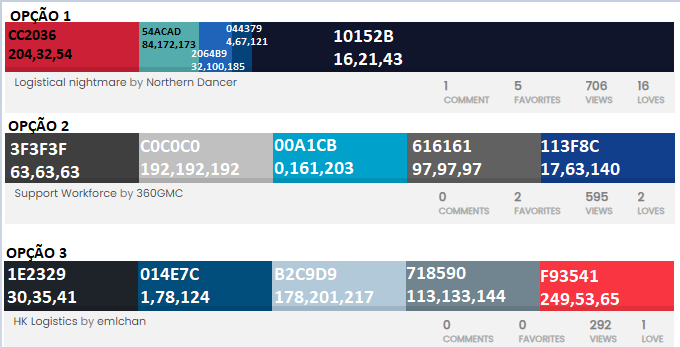 OPÇÃO 1
CC2036
204,32,54
54ACAD
84,172,173
2064B9
32,100,185
044379
4,67,121
10152B
16,21,43
Logistical nightmare by Northern Dancer
1 5 706 16
COMMENT FAVORITES VIEWS LOVES
OPÇÃO 2
3F3F3F C0C0C0 00A1CB 616161 113F8C
63,63,63 192,192,192 0,161,203 97,97,97 17,63,140
Support Workforce by 360GMC
0 2 595 2
COMMENTS FAVORITES VIEWS LOVES
OPÇÃO 3
1E2329 014E7C B2C9D9 718590 F93541
30,35,41 1,78,124 178,201,217 113,133,144 249,53,65
HK Logistics by emlchan
0 0 292 1
COMMENTS FAVORITES VIEWS LOVE